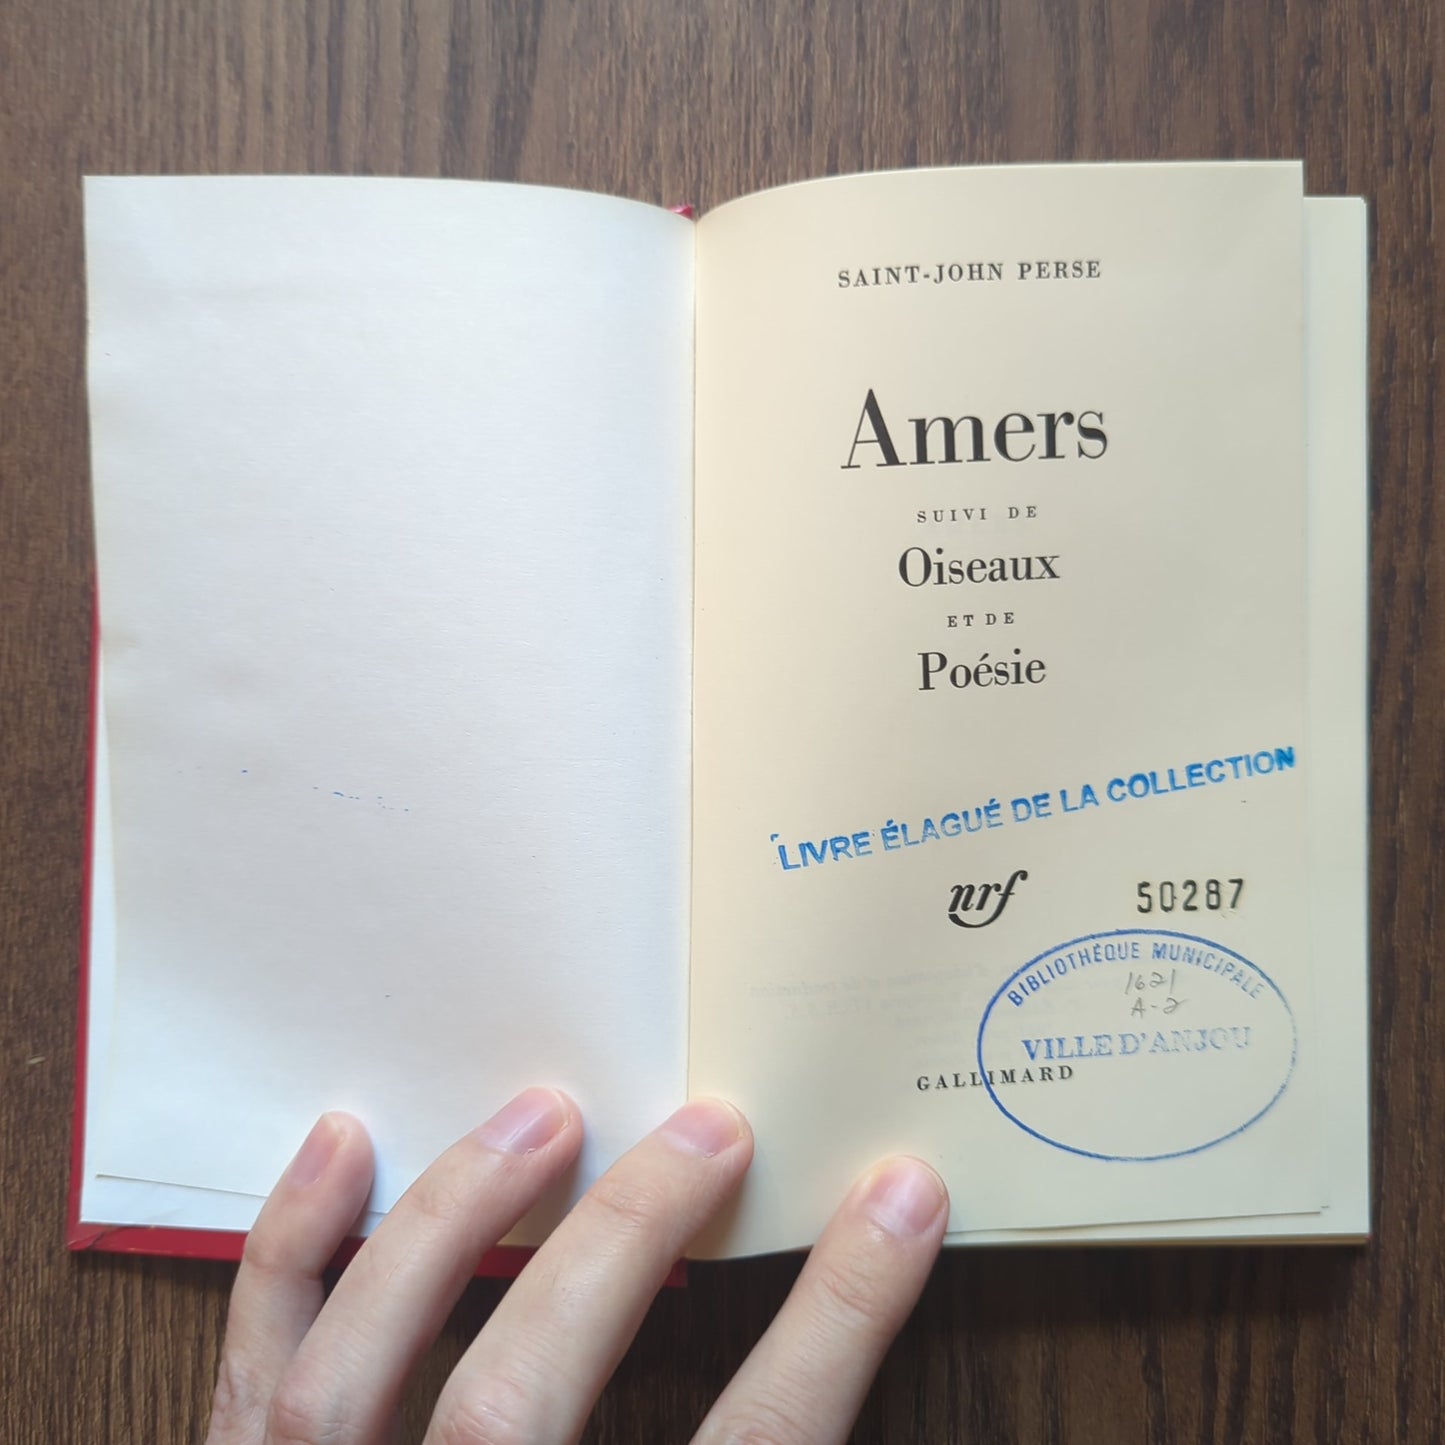 SAINT-JOHN PERSE
Amers
SUIVI DE
Oiseaux
ET DE
Poésie
LIVRE ÉLAGUÉ DE LA COLLECTION
nrf
50287
BIBLIOTHÈQUE MUNICIPALE
1621
A-2
VILLE D'ANJOU
GALLIMARD